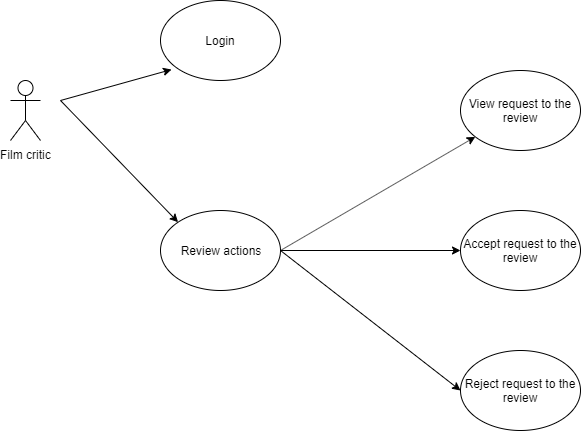 Login
View request to the
review
Film critic
Review actions
Accept request to the
review
Reject request to the
review